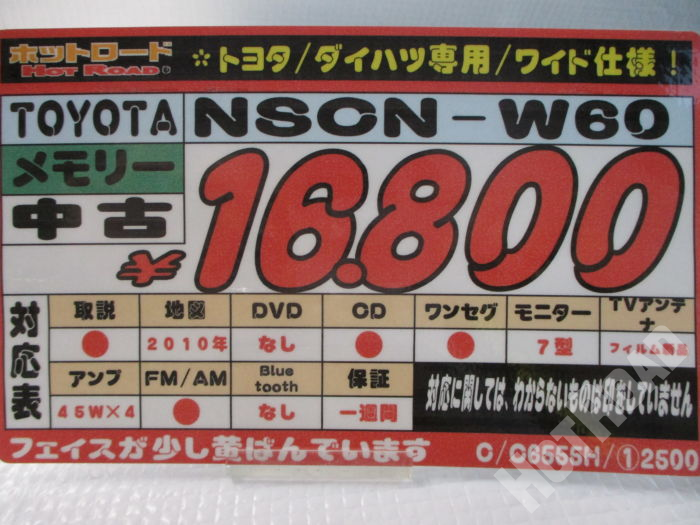 ホットロード
HOT ROAD®
＊トヨタ/ダイハツ専用/ワイド仕様！
TOYOTA NSCN-W60
メモリー
中古
¥16.800
対応表
取説 地図 DVD CD ワンセグ モニター TVアンテナ
● 2010年 なし ● ● 7型 フィルム新品
アンプ FM/AM Blue tooth 保証
45W×4 ● なし 一週間
対応に関しては、わからないものは印をしていません
フェイスが少し黄ばんでいます
C/C6555H/①2500
HOTROAD